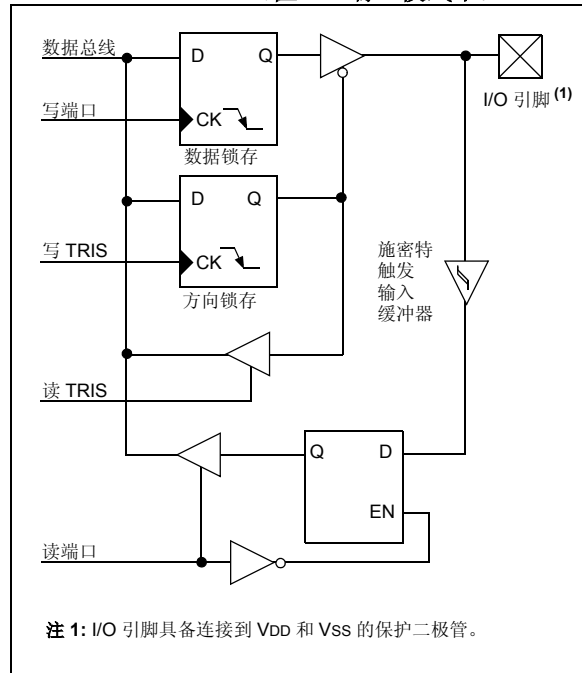 数据总线
D
Q
I/O 引脚 (1)
写端口
CK
数据锁存
D
Q
写 TRIS
CK
方向锁存
施密特
触发
输入
缓冲器
读 TRIS
Q
D
EN
读端口
注 1: I/O 引脚具备连接到 VDD 和 VSS 的保护二极管。